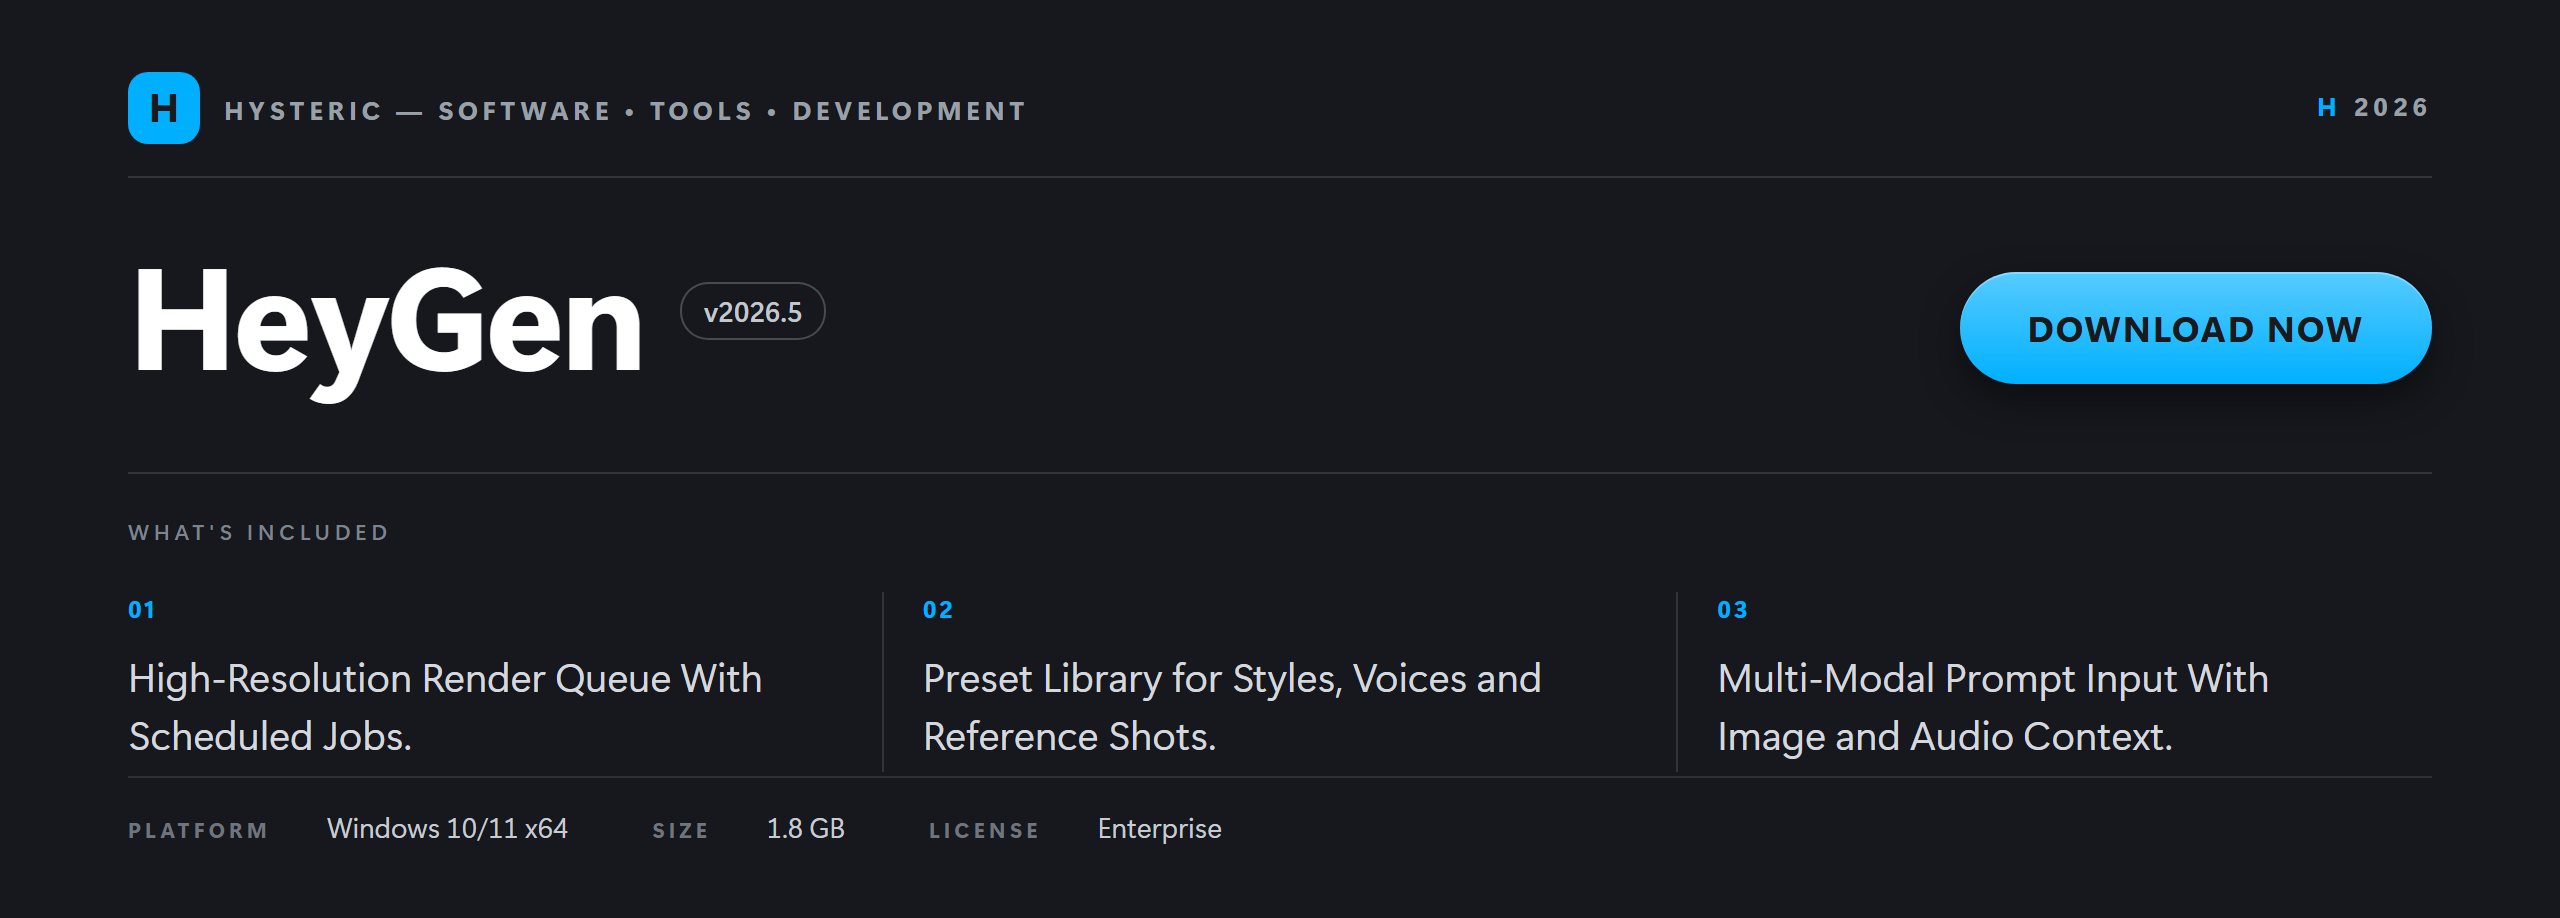 H HYSTERIC — SOFTWARE • TOOLS • DEVELOPMENT
H 2026
HeyGen v2026.5
DOWNLOAD NOW
WHAT'S INCLUDED
01
High-Resolution Render Queue With
Scheduled Jobs.
02
Preset Library for Styles, Voices and
Reference Shots.
03
Multi-Modal Prompt Input With
Image and Audio Context.
PLATFORM Windows 10/11 x64 SIZE 1.8 GB LICENSE Enterprise